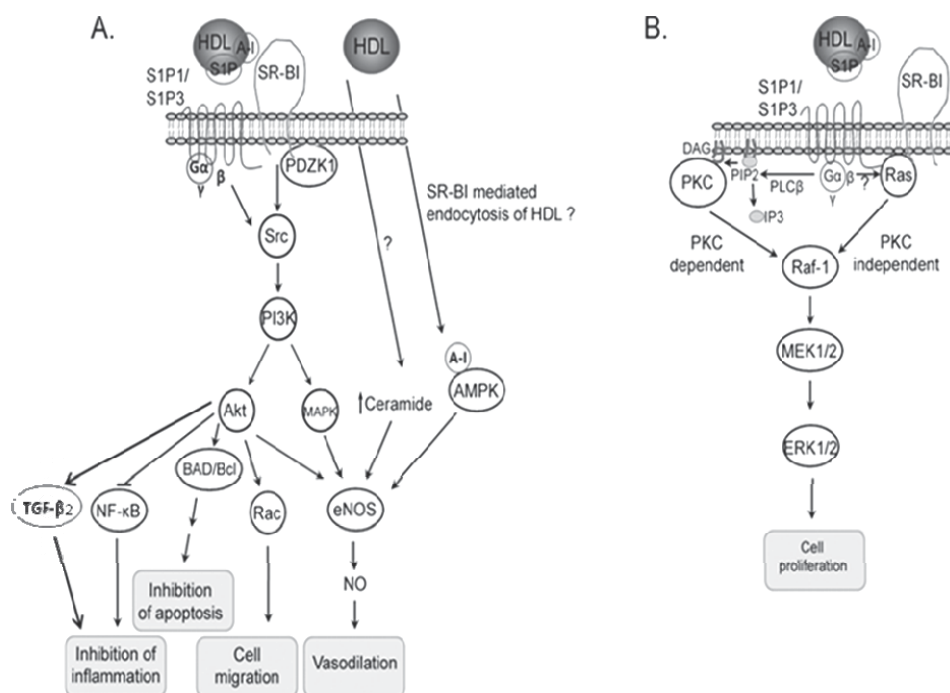 A.
HDL
A-I
S1P
SR-BI
HDL
S1P1/
S1P3
Gα
β
γ
PDZK1
SR-BI mediated
endocytosis of HDL ?
?
Src
PI3K
Akt
MAPK
↑Ceramide
A-I
AMPK
BAD/Bcl
TGF-β2
NF-κB
Rac
eNOS
NO
Inhibition
of apoptosis
Inhibition of
inflammation
Cell
migration
Vasodilation
B.
HDL
A-I
S1P
SR-BI
S1P1/
S1P3
DAG
PKC
PIP2
PLCβ
Gα
β
γ
?
Ras
IP3
PKC
dependent
PKC
independent
Raf-1
MEK1/2
ERK1/2
Cell
proliferation